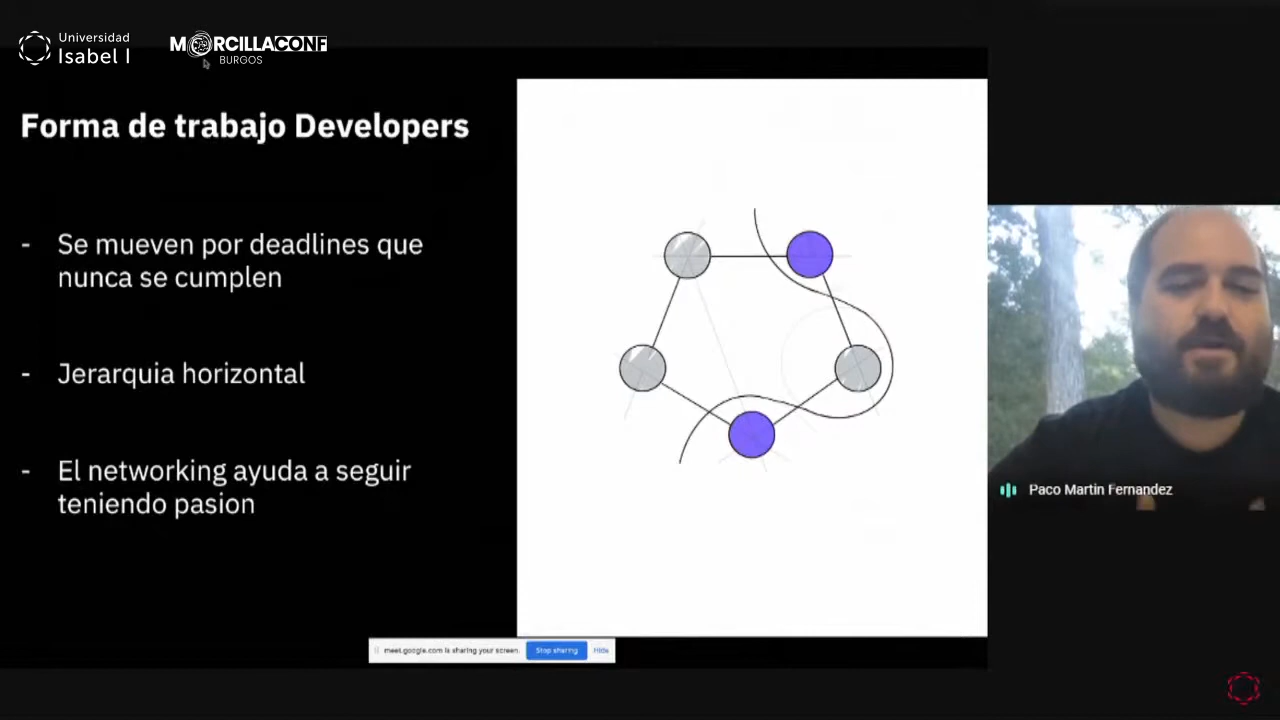 Universidad
Isabel I
MORCILLACONF
BURGOS
Forma de trabajo Developers
- Se mueven por deadlines que
nunca se cumplen
- Jerarquia horizontal
- El networking ayuda a seguir
teniendo pasion
Paco Martin Fernandez
meet.google.com is sharing your screen. Stop sharing Hide